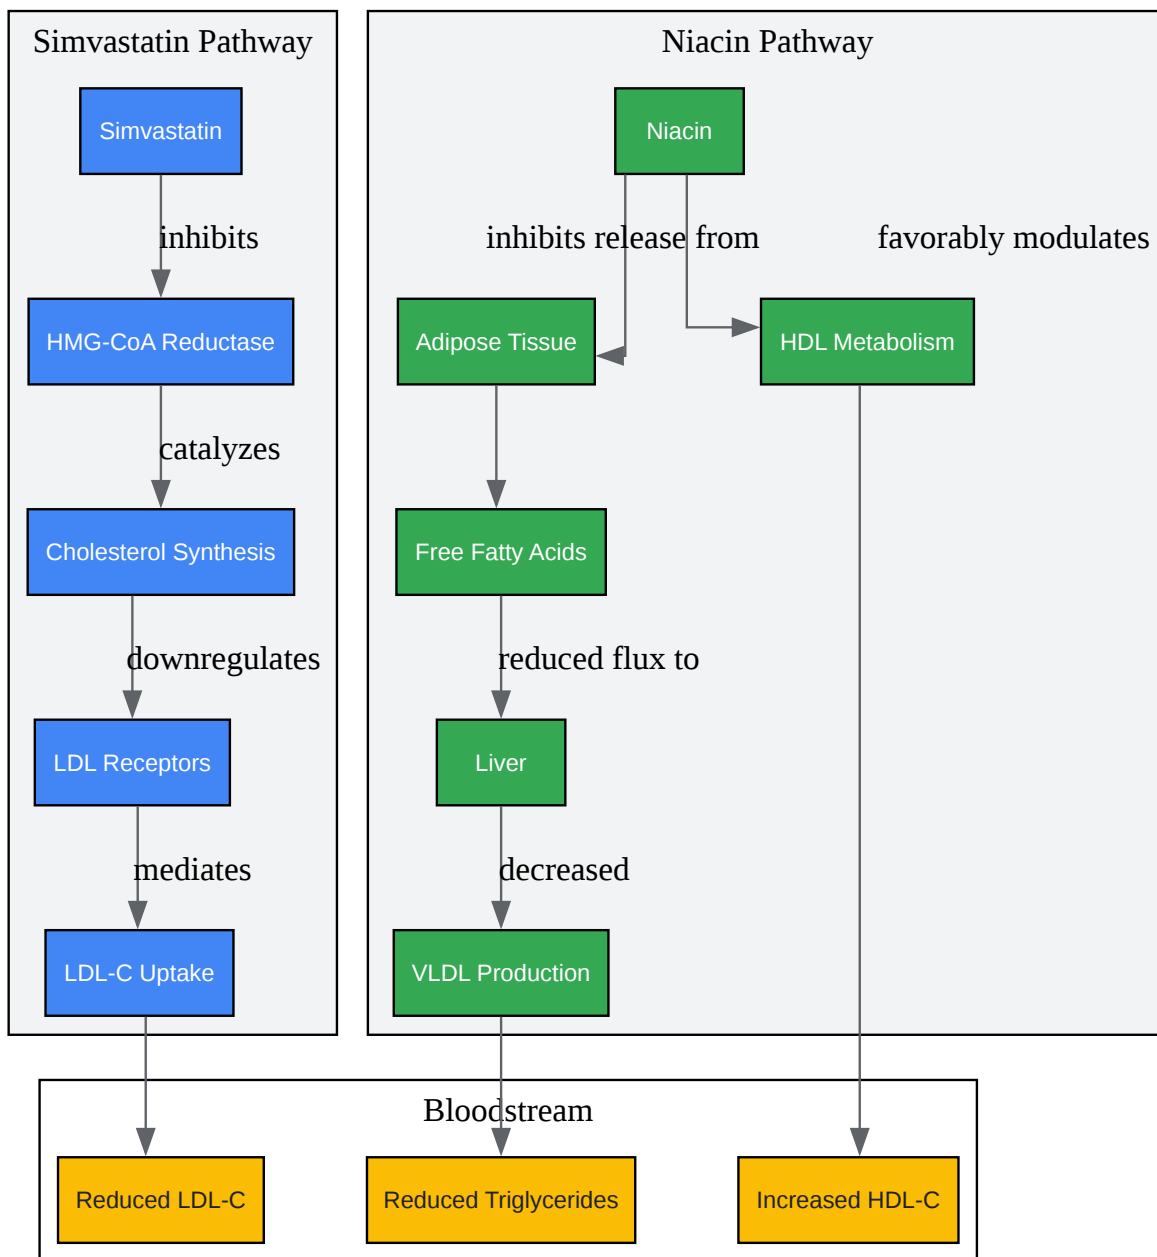 Simvastatin Pathway
Niacin Pathway
Simvastatin
Niacin
inhibits
inhibits release from
favorably modulates
HMG-CoA Reductase
Adipose Tissue
HDL Metabolism
catalyzes
Cholesterol Synthesis
Free Fatty Acids
downregulates
reduced flux to
LDL Receptors
Liver
mediates
decreased
LDL-C Uptake
VLDL Production
Bloodstream
Reduced LDL-C
Reduced Triglycerides
Increased HDL-C